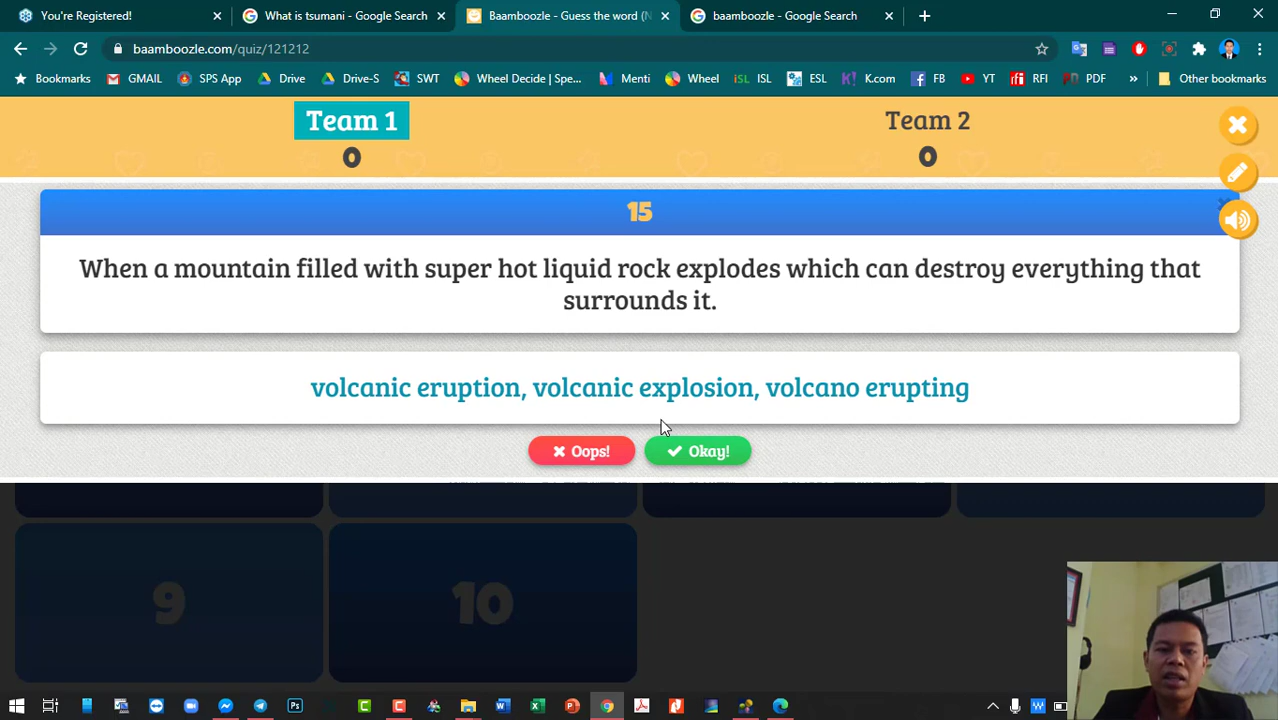 You're Registered!
What is tsumani - Google Search
Baamboozle - Guess the word (N
baamboozle - Google Search
baamboozle.com/quiz/121212
Bookmarks
GMAIL
SPS App
Drive
Drive-S
SWT
Wheel Decide | Spe...
Menti
Wheel
iSL ISL
ESL
K.com
FB
YT
rfi RFI
PDF
»
Other bookmarks
Team 1
0
Team 2
0
15
When a mountain filled with super hot liquid rock explodes which can destroy everything that
surrounds it.
volcanic eruption, volcanic explosion, volcano erupting
Oops!
Okay!
9
10